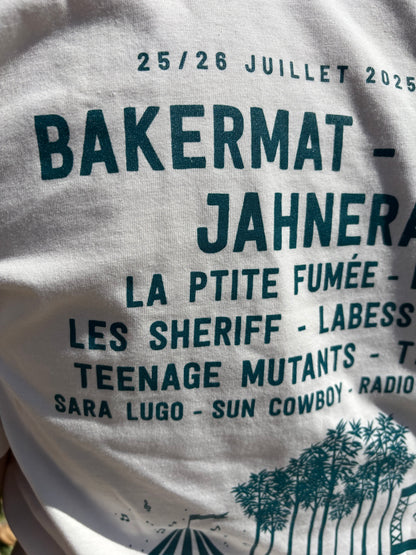 25/26 JUILLET 2025
BAKERMAT -
JAHNERA
LA PTITE FUMÉE -
LES SHERIFF - LABESS
TEENAGE MUTANTS - T
SARA LUGO - SUN COWBOY - RADIO